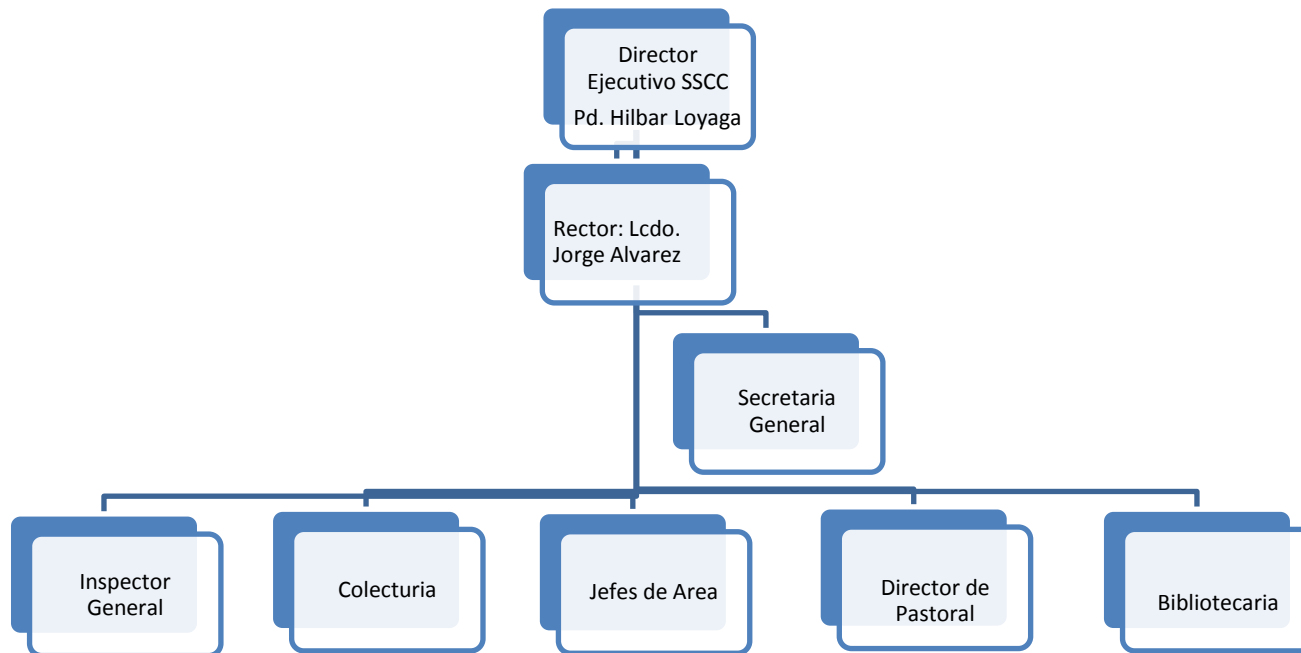 Director
Ejecutivo SSCC
Pd. Hilbar Loyaga
Rector: Lcdo.
Jorge Alvarez
Secretaria
General
Inspector
General
Colecturia
Jefes de Area
Director de
Pastoral
Bibliotecaria